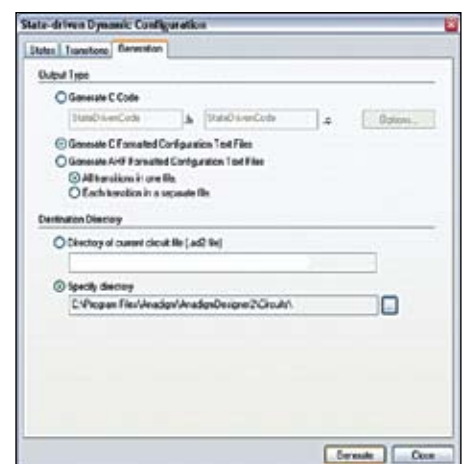 State-driven Dynamic Configuration
States Transitions Generation
Output Type
Generate C Code
StateDrivenCode .h StateDrivenCode .c Options...
Generate C Formatted Configuration Text Files
Generate AHF Formatted Configuration Text Files
All transitions in one file.
Each transition in a separate file.
Destination Directory
Directory of current circuit file (.ad2 file)
Specify directory
C:\Program Files\Anadigm\AnadigmDesigner2\Circuits\
...
Generate Close